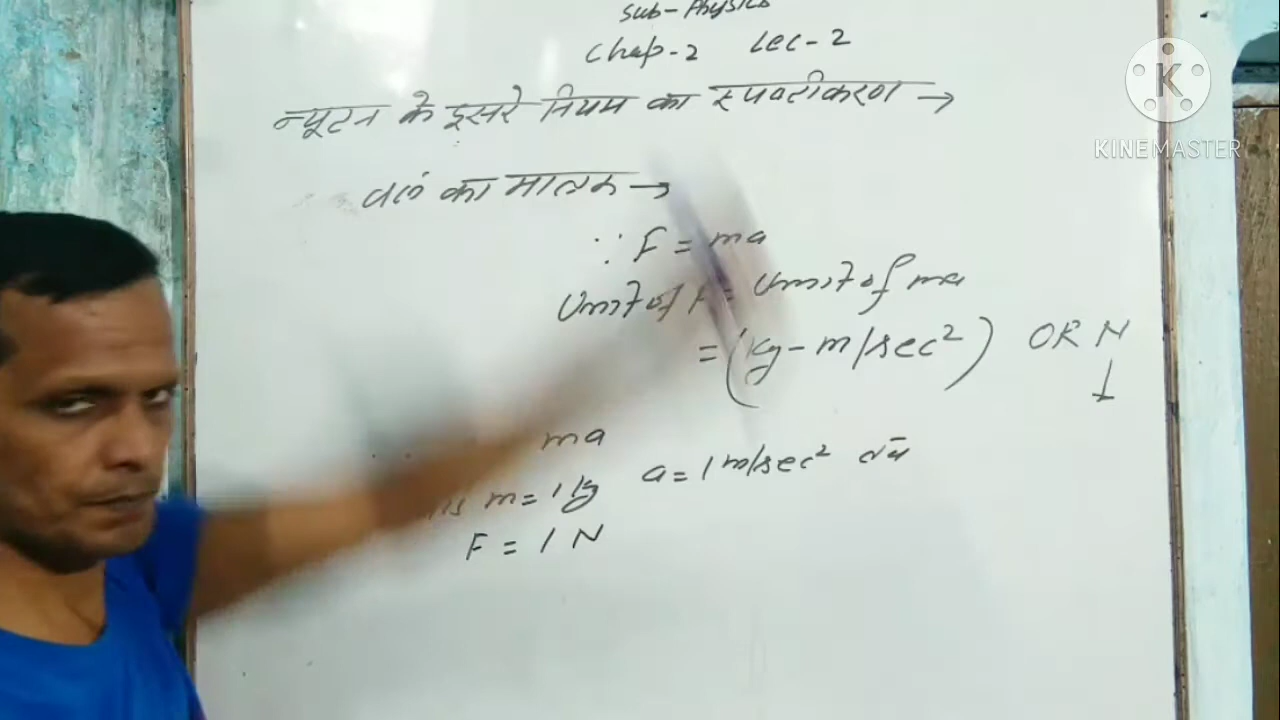 Sub-Physics
Chap-2 Lec-2
न्यूटन के दूसरे नियम का स्पष्टीकरण →
बल का मात्रक →
∵ F = ma
Unit of F = Unit of ma
= (Kg-m/sec²) OR N
↓
ma
m=1Kg a=1m/sec² तब
F = 1 N
K
KINEMASTER